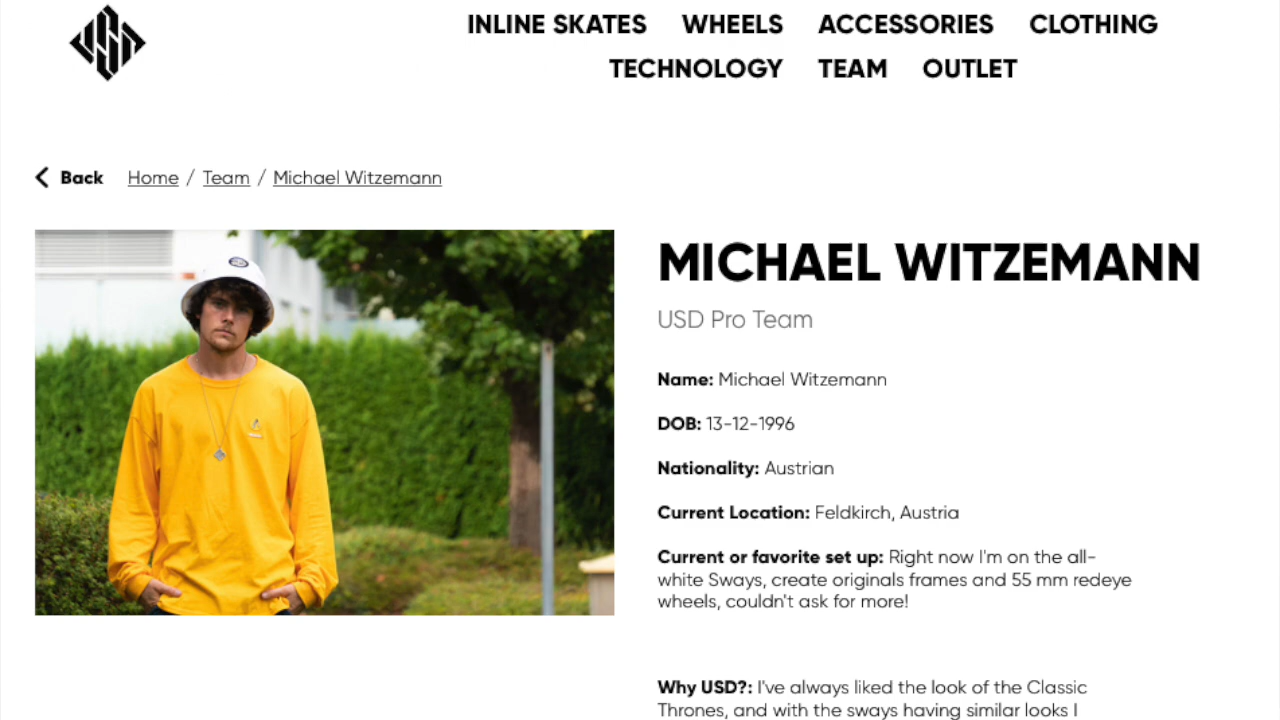 INLINE SKATES WHEELS ACCESSORIES CLOTHING
TECHNOLOGY TEAM OUTLET
Back Home / Team / Michael Witzemann
MICHAEL WITZEMANN
USD Pro Team
Name: Michael Witzemann
DOB: 13-12-1996
Nationality: Austrian
Current Location: Feldkirch, Austria
Current or favorite set up: Right now I'm on the all-
white Sways, create originals frames and 55 mm redeye
wheels, couldn't ask for more!
Why USD?: I've always liked the look of the Classic
Thrones, and with the sways having similar looks I